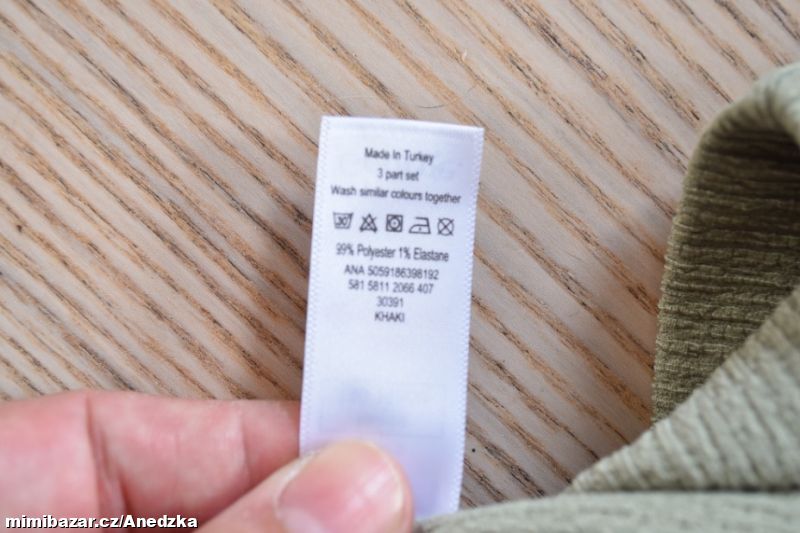 Made In Turkey
3 part set
Wash similar colours together
30
99% Polyester 1% Elastane
ANA 5059186398192
581 5811 2066 407
30391
KHAKI
mimibazar.cz/Anedzka